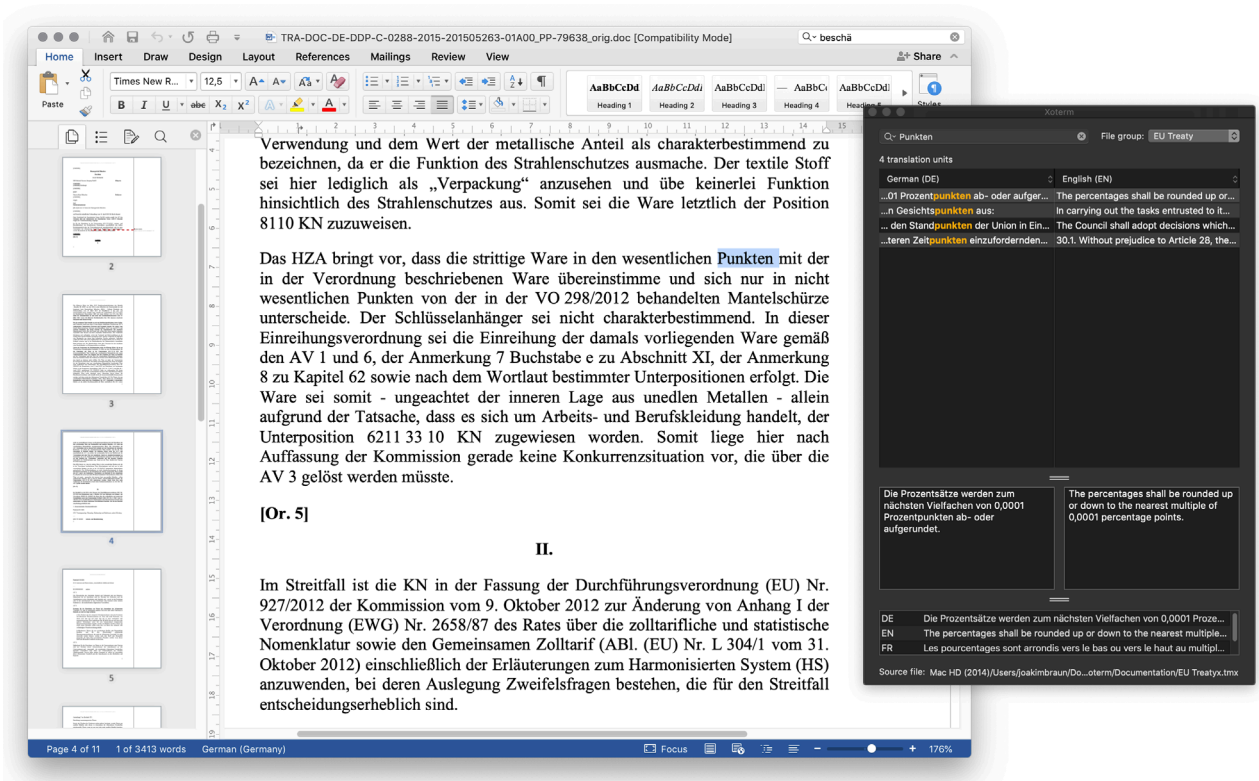 TRA-DOC-DE-DDP-C-0288-2015-201505263-01A00_PP-79638_orig.doc [Compatibility Mode]
beschä
Home Insert Draw Design Layout References Mailings Review View
Share
Paste
Times New R... 12,5
AaBbCcDd AaBbCcDdi AaBbCcDdI — AaBbC AaBbCcDdI
Heading 1 Heading 2 Heading 3 Heading 4 Heading 5
Styles
2
3
4
5
Verwendung und dem Wert der metallische Anteil als charakterbestimmend zu
bezeichnen, da er die Funktion des Strahlenschutzes ausmache. Der textile Stoff
sei hier lediglich als „Verpackung“ anzusehen und übe keinerlei Funktion
hinsichtlich des Strahlenschutzes aus. Somit sei die Ware letztlich der Position
8110 KN zuzuweisen.
Das HZA bringt vor, dass die strittige Ware in den wesentlichen Punkten mit der
in der Verordnung beschriebenen Ware übereinstimme und sich nur in nicht
wesentlichen Punkten von der in der VO 298/2012 behandelten Mantelschürze
unterscheide. Der Schlüsselanhänger sei nicht charakterbestimmend. In dieser
Einreihungsverordnung sei die Einreihung der damals vorliegenden Ware gemäß
den AV 1 und 6, der Anmerkung 7 Bucastabe e zu Abschnitt XI, der Anmerkung
8 zu Kapitel 62 sowie nach dem Wortlaut bestimmter Unterpositionen erfolgt. Die
Ware sei somit - ungeachtet der inneren Lage aus unedlen Metallen - allein
aufgrund der Tatsache, dass es sich um Arbeits- und Berufskleidung handelt, der
Unterposition 6211 33 10 KN zugewiesen worden. Somit liege hier nach
Auffassung der Kommission gerade keine Konkurrenzsituation vor, die über die
AV 3 gelöst werden müsste.
[Or. 5]
II.
Im Streitfall ist die KN in der Fassung der Durchführungsverordnung (EU) Nr.
927/2012 der Kommission vom 9. Oktober 2012 zur Änderung von Anhang I der
Verordnung (EWG) Nr. 2658/87 des Rates über die zolltarifliche und statistische
Nomenklatur sowie den Gemeinsamen Zolltarif (ABl. (EU) Nr. L 304/1 vom 31.
Oktober 2012) einschließlich der Erläuterungen zum Harmonisierten System (HS)
anzuwenden, bei deren Auslegung Zweifelsfragen bestehen, die für den Streitfall
entscheidungserheblich sind.
Page 4 of 11 1 of 3413 words German (Germany) Focus 176%
Xoterm
Punkten File group: EU Treaty
4 translation units
German (DE) English (EN)
...01 Prozentpunkten ab- oder aufger... The percentages shall be rounded up or...
...n Gesichtspunkten aus: In carrying out the tasks entrusted to it...
... den Standpunkten der Union in Ein... The Council shall adopt decisions which...
...teren Zeitpunkten einzufordernden... 30.1. Without prejudice to Article 28, the...
Die Prozentsätze werden zum
nächsten Vielfachen von 0,0001
Prozentpunkten ab- oder
aufgerundet.
The percentages shall be rounded up
or down to the nearest multiple of
0,0001 percentage points.
DE Die Prozentsätze werden zum nächsten Vielfachen von 0,0001 Proze...
EN The percentages shall be rounded up or down to the nearest multiple...
FR Les pourcentages sont arrondis vers le bas ou vers le haut au multipl...
Source file: Mac HD (2014)/Users/joakimbraun/Do...oterm/Documentation/EU Treatyx.tmx